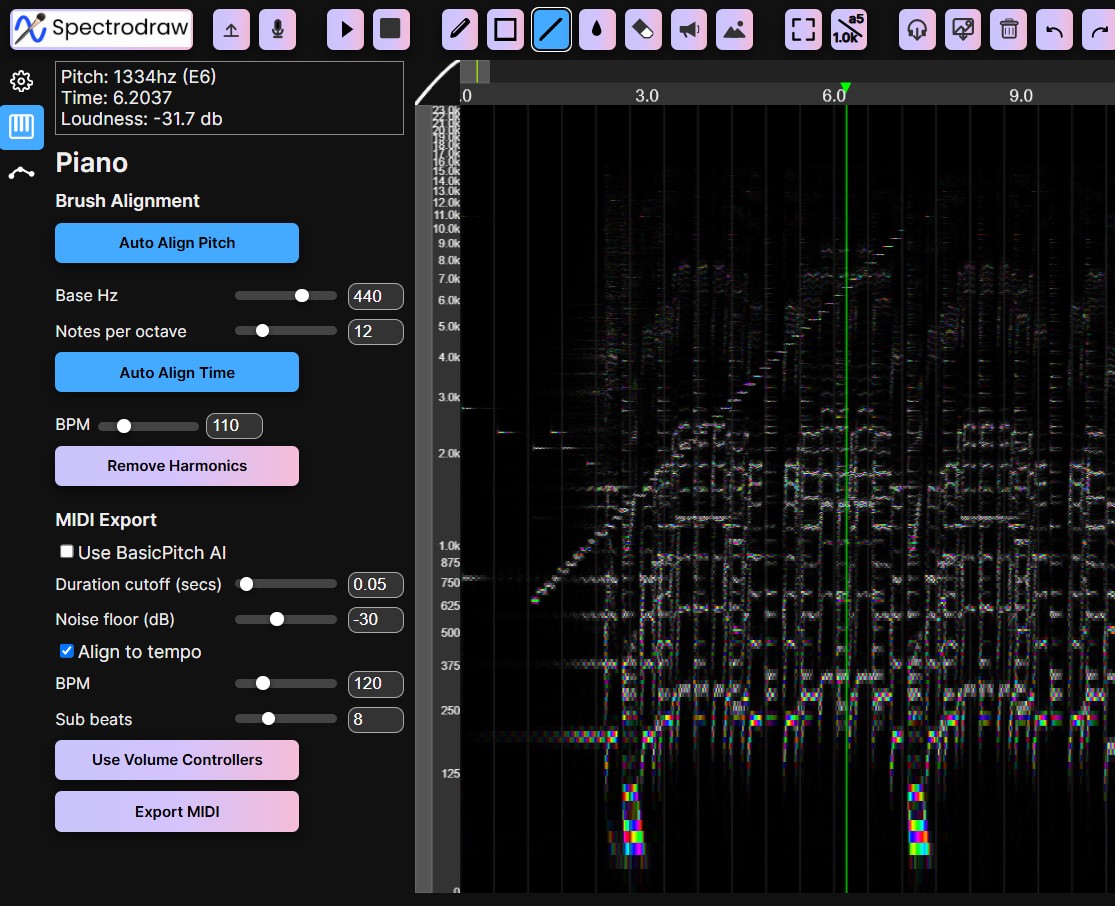 Spectrodraw
a5
1.0k
Pitch: 1334hz (E6)
Time: 6.2037
Loudness: -31.7 db
Piano
Brush Alignment
Auto Align Pitch
Base Hz 440
Notes per octave 12
Auto Align Time
BPM 110
Remove Harmonics
MIDI Export
Use BasicPitch AI
Duration cutoff (secs) 0.05
Noise floor (dB) -30
Align to tempo
BPM 120
Sub beats 8
Use Volume Controllers
Export MIDI
.0 3.0 6.0 9.0
23.0k
22.0k
21.0k
20.0k
19.0k
18.0k
17.0k
16.0k
15.0k
14.0k
13.0k
12.0k
11.0k
10.0k
9.0k
8.0k
7.0k
6.0k
5.0k
4.0k
3.0k
2.0k
1.0k
875
750
625
500
375
250
125
0